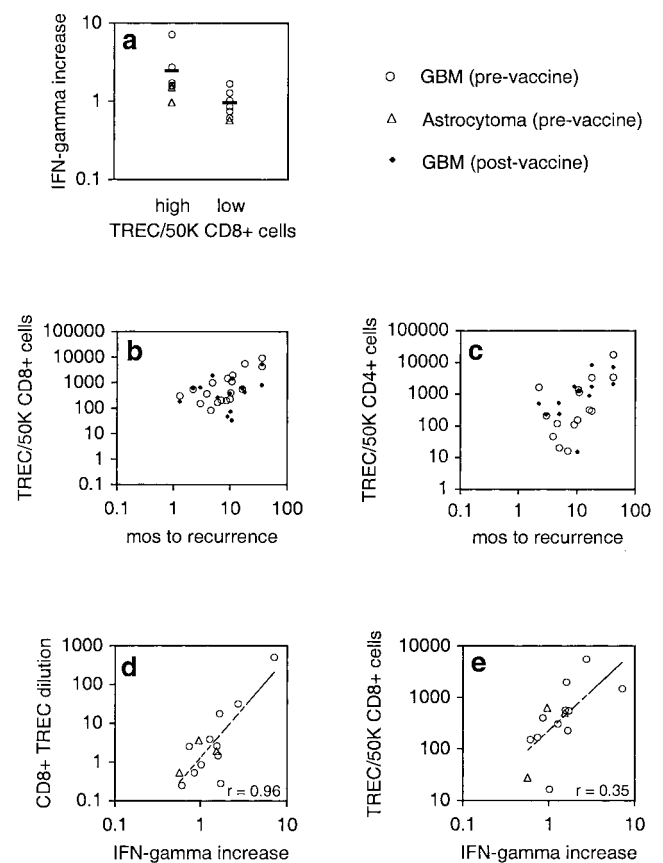 a
10
1
0.1
IFN-gamma increase
high low
TREC/50K CD8+ cells
GBM (pre-vaccine)
Astrocytoma (pre-vaccine)
GBM (post-vaccine)
b
100000
10000
1000
100
10
1
0.1
TREC/50K CD8+ cells
0.1 1 10 100
mos to recurrence
c
100000
10000
1000
100
10
1
TREC/50K CD4+ cells
0.1 1 10 100
mos to recurrence
d
1000
100
10
1
0.1
CD8+ TREC dilution
r = 0.96
0.1 1 10
IFN-gamma increase
e
10000
1000
100
10
TREC/50K CD8+ cells
r = 0.35
0.1 1 10
IFN-gamma increase